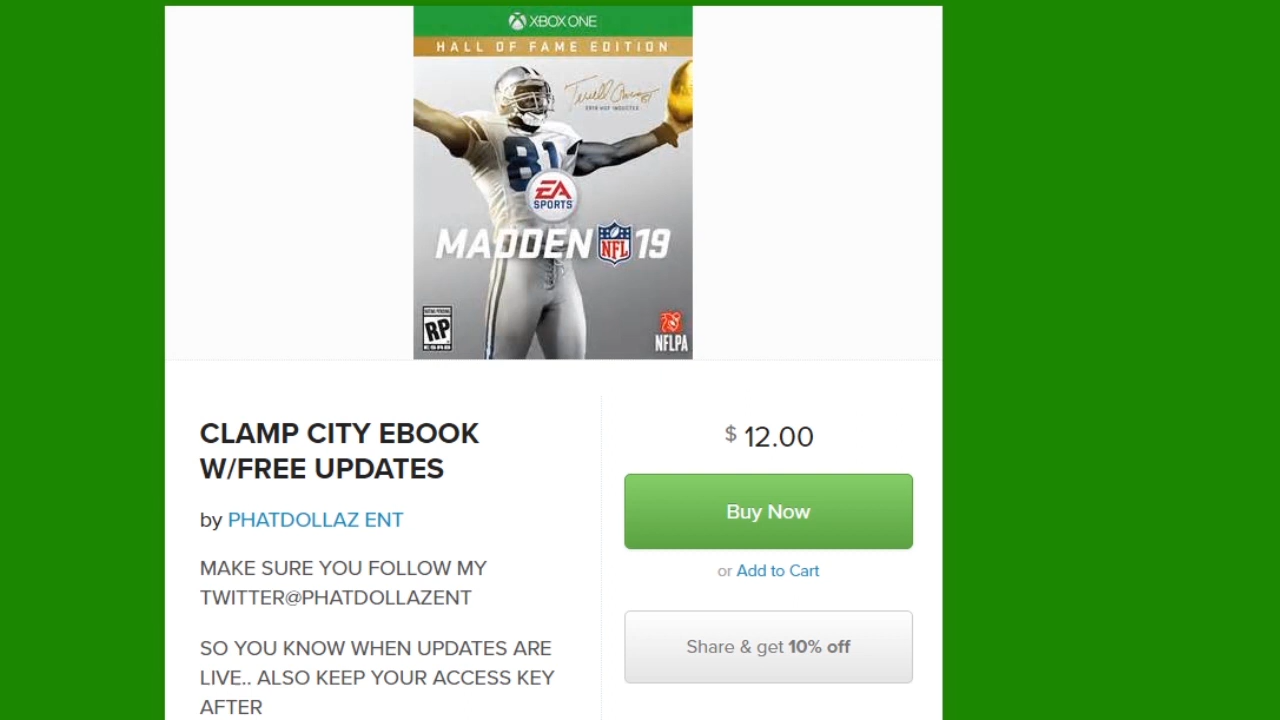 XBOX ONE
HALL OF FAME EDITION
81
EA
SPORTS
MADDEN NFL 19
RP
ESRB
NFLPA
CLAMP CITY EBOOK
W/FREE UPDATES
by PHATDOLLAZ ENT
MAKE SURE YOU FOLLOW MY
TWITTER@PHATDOLLAZENT
SO YOU KNOW WHEN UPDATES ARE
LIVE.. ALSO KEEP YOUR ACCESS KEY
AFTER
$ 12.00
Buy Now
or Add to Cart
Share & get 10% off